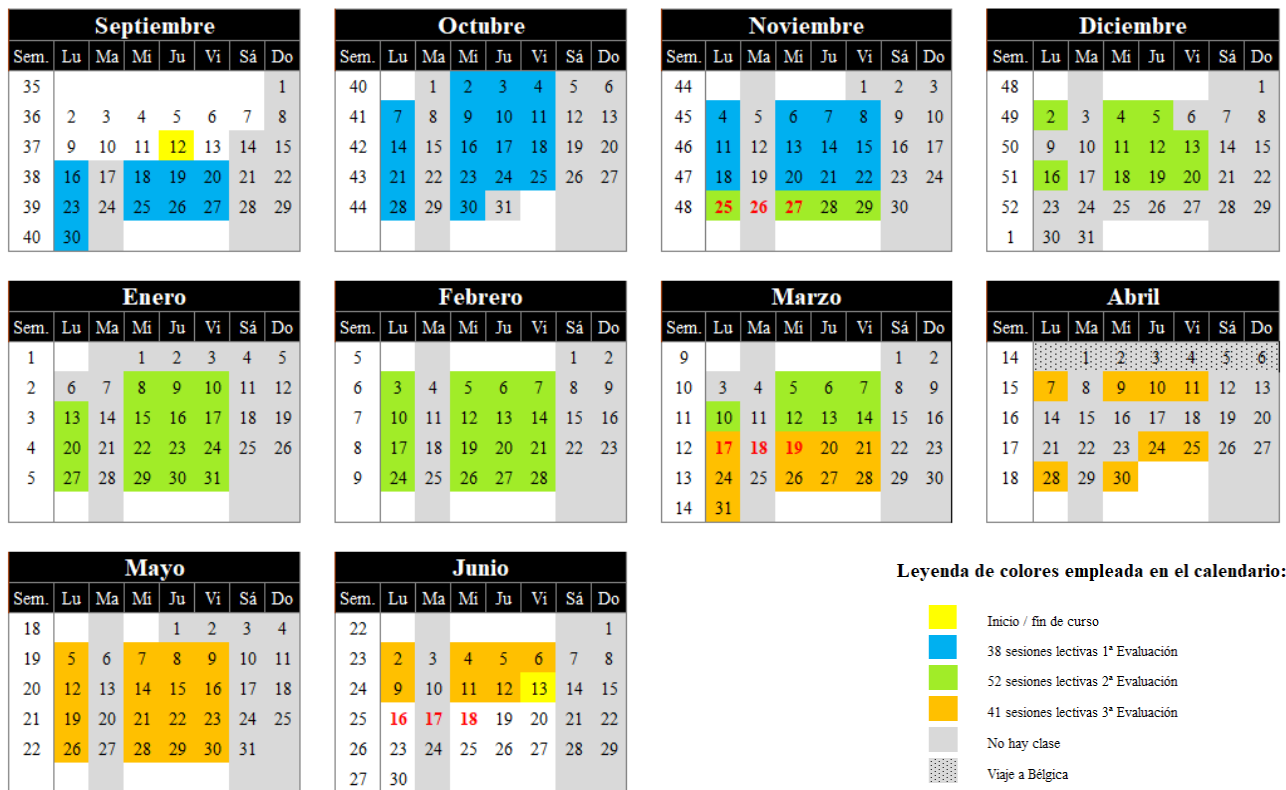 Septiembre
Sem. Lu Ma Mi Ju Vi Sá Do
35 1
36 2 3 4 5 6 7 8
37 9 10 11 12 13 14 15
38 16 17 18 19 20 21 22
39 23 24 25 26 27 28 29
40 30
Octubre
Sem. Lu Ma Mi Ju Vi Sá Do
40 1 2 3 4 5 6
41 7 8 9 10 11 12 13
42 14 15 16 17 18 19 20
43 21 22 23 24 25 26 27
44 28 29 30 31
Noviembre
Sem. Lu Ma Mi Ju Vi Sá Do
44 1 2 3
45 4 5 6 7 8 9 10
46 11 12 13 14 15 16 17
47 18 19 20 21 22 23 24
48 25 26 27 28 29 30
Diciembre
Sem. Lu Ma Mi Ju Vi Sá Do
48 1
49 2 3 4 5 6 7 8
50 9 10 11 12 13 14 15
51 16 17 18 19 20 21 22
52 23 24 25 26 27 28 29
1 30 31
Enero
Sem. Lu Ma Mi Ju Vi Sá Do
1 1 2 3 4 5
2 6 7 8 9 10 11 12
3 13 14 15 16 17 18 19
4 20 21 22 23 24 25 26
5 27 28 29 30 31
Febrero
Sem. Lu Ma Mi Ju Vi Sá Do
5 1 2
6 3 4 5 6 7 8 9
7 10 11 12 13 14 15 16
8 17 18 19 20 21 22 23
9 24 25 26 27 28
Marzo
Sem. Lu Ma Mi Ju Vi Sá Do
9 1 2
10 3 4 5 6 7 8 9
11 10 11 12 13 14 15 16
12 17 18 19 20 21 22 23
13 24 25 26 27 28 29 30
14 31
Abril
Sem. Lu Ma Mi Ju Vi Sá Do
14 1 2 3 4 5 6
15 7 8 9 10 11 12 13
16 14 15 16 17 18 19 20
17 21 22 23 24 25 26 27
18 28 29 30
Mayo
Sem. Lu Ma Mi Ju Vi Sá Do
18 1 2 3 4
19 5 6 7 8 9 10 11
20 12 13 14 15 16 17 18
21 19 20 21 22 23 24 25
22 26 27 28 29 30 31
Junio
Sem. Lu Ma Mi Ju Vi Sá Do
22 1
23 2 3 4 5 6 7 8
24 9 10 11 12 13 14 15
25 16 17 18 19 20 21 22
26 23 24 25 26 27 28 29
27 30
Leyenda de colores empleada en el calendario:
Inicio / fin de curso
38 sesiones lectivas 1ª Evaluación
52 sesiones lectivas 2ª Evaluación
41 sesiones lectivas 3ª Evaluación
No hay clase
Viaje a Bélgica